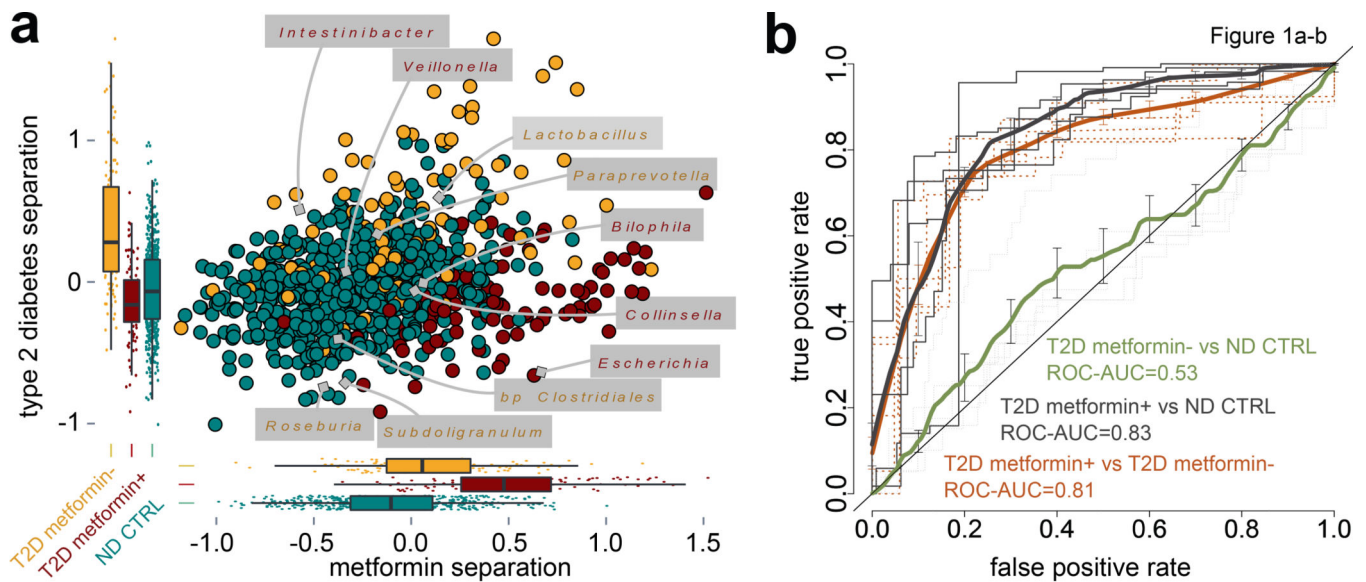 a
Intestinibacter
Veillonella
Lactobacillus
Paraprevotella
Bilophila
Collinsella
Escherichia
bp Clostridiales
Roseburia
Subdoligranulum
type 2 diabetes separation
1
0
-1
T2D metformin-
T2D metformin+
ND CTRL
-1.0
-0.5
0.0
0.5
1.0
1.5
metformin separation
b
Figure 1a-b
true positive rate
1.0
0.8
0.6
0.4
0.2
0.0
T2D metformin- vs ND CTRL
ROC-AUC=0.53
T2D metformin+ vs ND CTRL
ROC-AUC=0.83
T2D metformin+ vs T2D metformin-
ROC-AUC=0.81
0.0
0.2
0.4
0.6
0.8
1.0
false positive rate